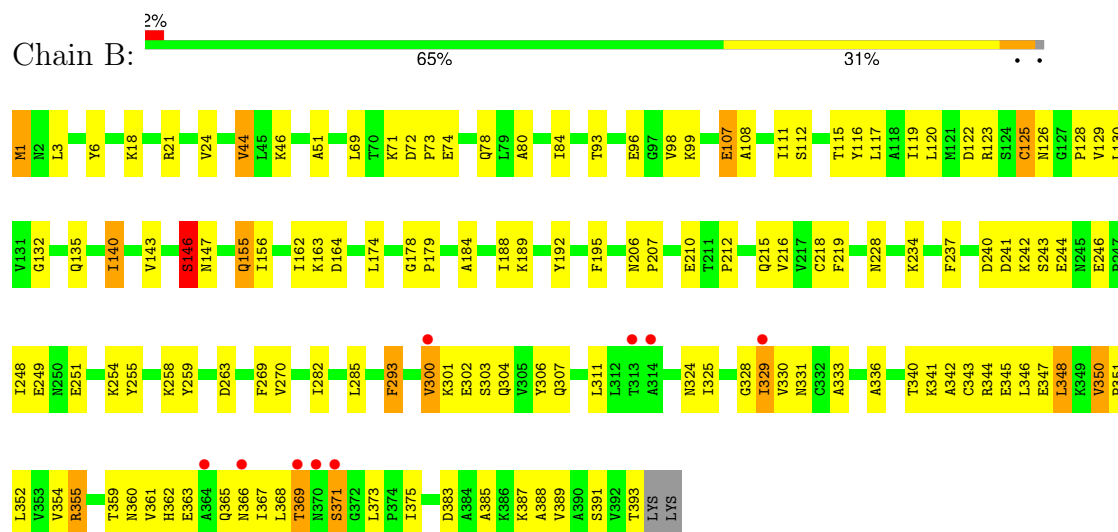 2%
Chain B:
65% 31% • •
M1 N2 L3 Y6 K18 R21 V24 V44 L45 K46 A51 L69 T70 K71 D72 P73 E74 Q78 L79 A80 I84 T93 E96 G97 V98 K99 E107 A108 I111 S112 T115 Y116 L117 A118 I119 L120 M121 D122 R123 S124 C125 N126 G127 P128 V129 L130
V131 G132 Q135 I140 V143 S146 N147 Q155 I156 I162 K163 D164 L174 G178 P179 A184 I188 K189 Y192 F195 N206 P207 E210 T211 P212 Q215 V216 V217 C218 F219 N228 K234 F237 D240 D241 K242 S243 E244 N245 E246
I248 E249 N250 E251 K254 Y255 K258 Y259 D263 F269 V270 I282 L285 F293 V300 K301 E302 S303 Q304 V305 Y306 Q307 L311 L312 T313 A314 N324 I325 G328 I329 V330 N331 C332 A333 A336 T340 K341 A342 C343 R344 E345 L346 E347 L348 K349 V350
L352 V353 V354 R355 T359 N360 V361 H362 E363 A364 Q365 N366 I367 L368 T369 N370 S371 G372 L373 P374 I375 D383 A384 A385 K386 K387 A388 V389 A390 S391 V392 T393 LYS LYS